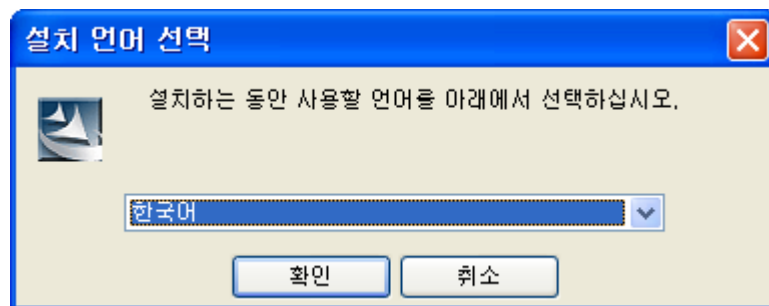 설치 언어 선택
설치하는 동안 사용할 언어를 아래에서 선택하십시오.
한국어
확인 취소